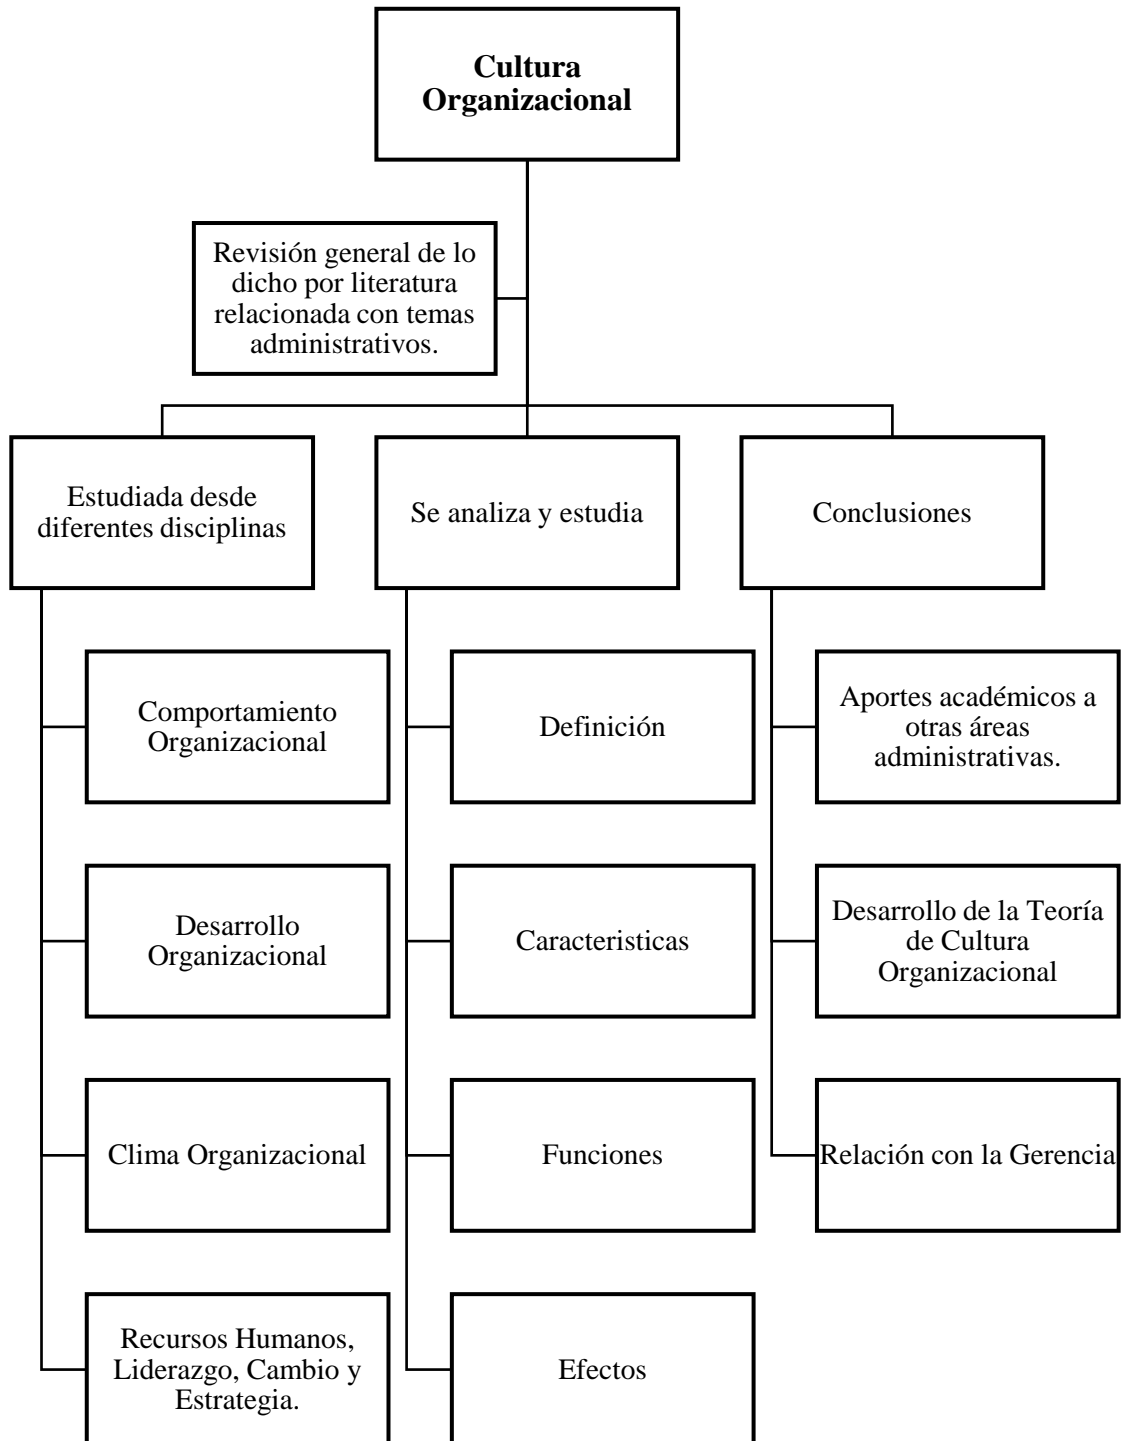 Cultura
Organizacional
Revisión general de lo
dicho por literatura
relacionada con temas
administrativos.
Estudiada desde
diferentes disciplinas
Se analiza y estudia
Conclusiones
Comportamiento
Organizacional
Definición
Aportes académicos a
otras áreas
administrativas.
Desarrollo
Organizacional
Caracteristicas
Desarrollo de la Teoría
de Cultura
Organizacional
Clima Organizacional
Funciones
Relación con la Gerencia
Recursos Humanos,
Liderazgo, Cambio y
Estrategia.
Efectos